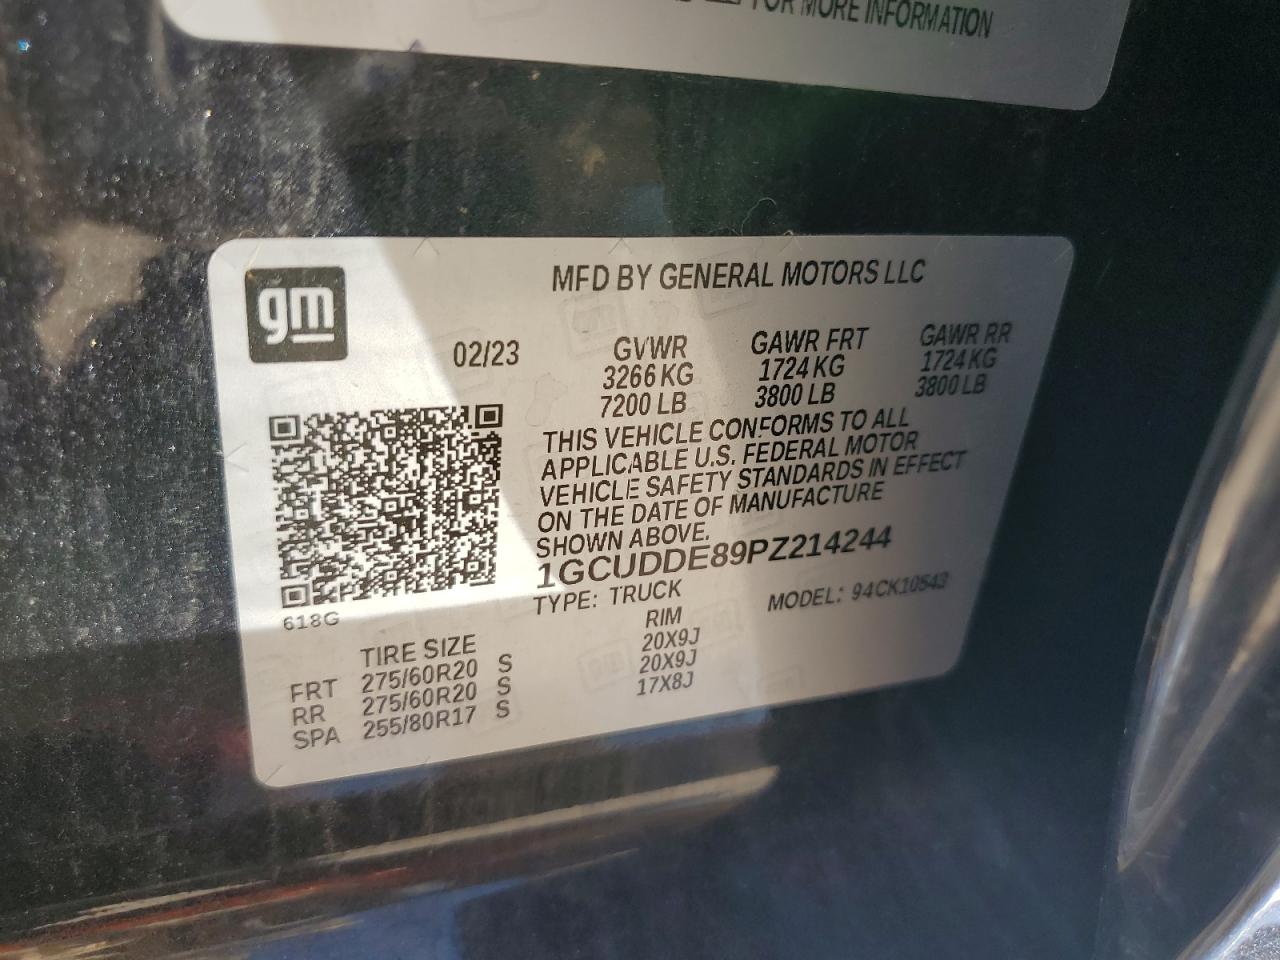 FOR MORE INFORMATION
gm
MFD BY GENERAL MOTORS LLC
02/23
GVWR GAWR FRT GAWR RR
3266 KG 1724 KG 1724 KG
7200 LB 3800 LB 3800 LB
THIS VEHICLE CONFORMS TO ALL
APPLICABLE U.S. FEDERAL MOTOR
VEHICLE SAFETY STANDARDS IN EFFECT
ON THE DATE OF MANUFACTURE
SHOWN ABOVE.
1GCUDDE89PZ214244
TYPE: TRUCK MODEL: 94CK10543
618G
TIRE SIZE RIM
FRT 275/60R20 S 20X9J
RR 275/60R20 S 20X9J
SPA 255/80R17 S 17X8J